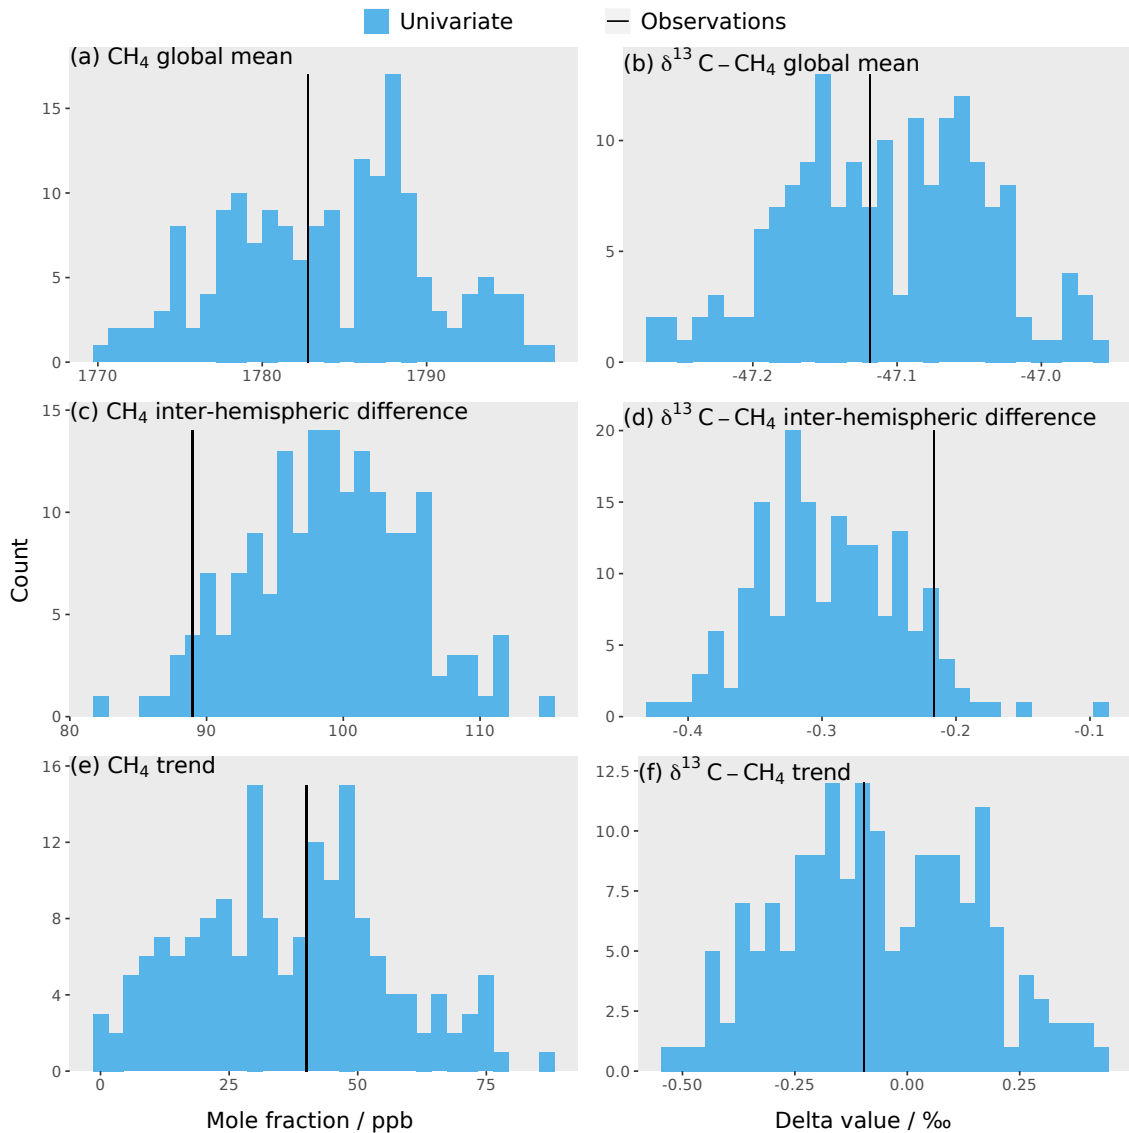 Univariate Observations
(a) CH₄ global mean
15
10
5
0
1770 1780 1790
(b) δ¹³ C – CH₄ global mean
10
5
0
-47.2 -47.1 -47.0
(c) CH₄ inter-hemispheric difference
15
10
5
0
80 90 100 110
(d) δ¹³ C – CH₄ inter-hemispheric difference
20
15
10
5
0
-0.4 -0.3 -0.2 -0.1
(e) CH₄ trend
16
12
8
4
0
0 25 50 75
(f) δ¹³ C – CH₄ trend
12.5
10.0
7.5
5.0
2.5
0.0
-0.50 -0.25 0.00 0.25
Count
Mole fraction / ppb
Delta value / ‰